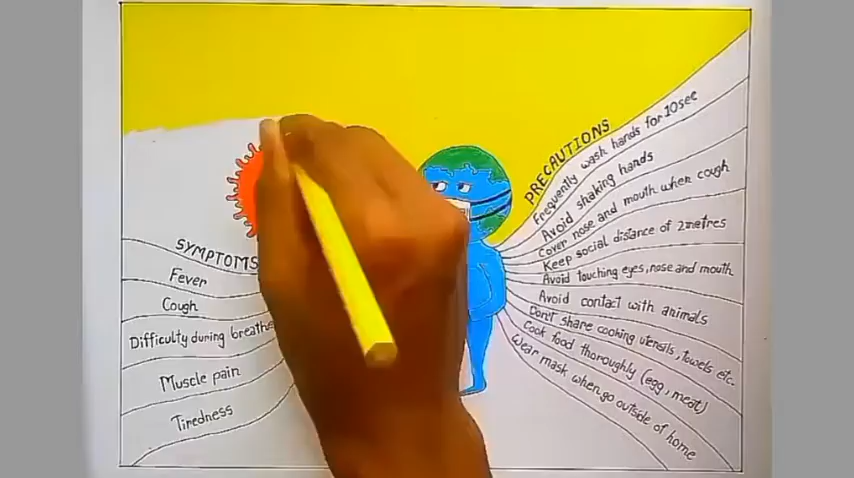 SYMPTOMS
Fever
Cough
Difficulty during breathe
Muscle pain
Tiredness
PRECAUTIONS
Frequently wash hands for 10sec
Avoid shaking hands
Cover nose and mouth when cough
Keep social distance of 2metres
Avoid touching eyes, nose and mouth
Avoid contact with animals
Don't share cooking utensils, towels etc.
Cook food thoroughly (egg, meat)
Wear mask when go outside of home